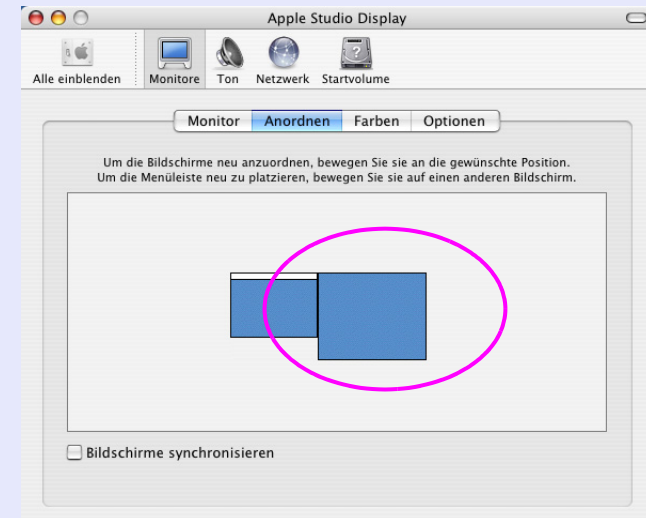 Apple Studio Display
Alle einblenden Monitore Ton Netzwerk Startvolume
Monitor Anordnen Farben Optionen
Um die Bildschirme neu anzuordnen, bewegen Sie sie an die gewünschte Position.
Um die Menüleiste neu zu platzieren, bewegen Sie sie auf einen anderen Bildschirm.
Bildschirme synchronisieren